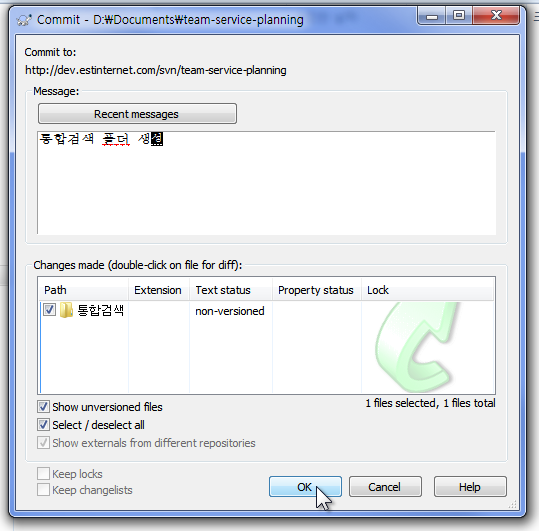 Commit - D:₩Documents₩team-service-planning
Commit to:
http://dev.estinternet.com/svn/team-service-planning
Message:
Recent messages
통합검색 폴더 생성
Changes made (double-click on file for diff):
Path Extension Text status Property status Lock
통합검색 non-versioned
Show unversioned files
1 files selected, 1 files total
Select / deselect all
Show externals from different repositories
Keep locks
Keep changelists
OK Cancel Help